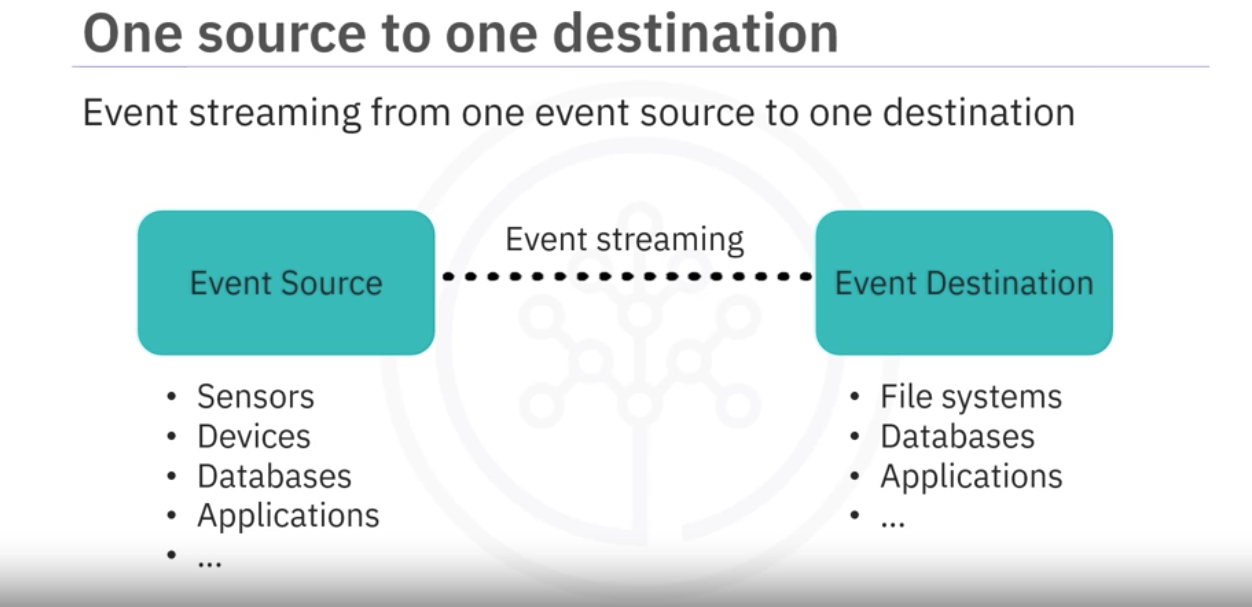 One source to one destination
Event streaming from one event source to one destination
Event streaming
Event Source
Event Destination
• Sensors
• Devices
• Databases
• Applications
• ...
• File systems
• Databases
• Applications
• ...